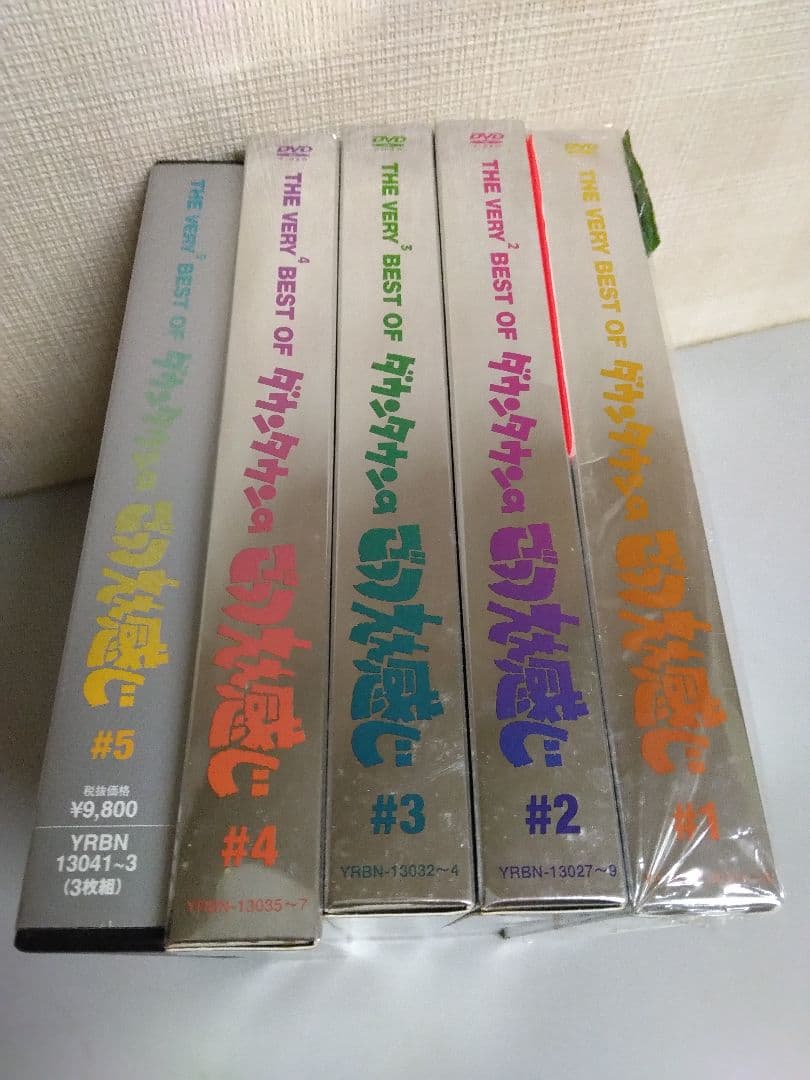 THE VERY5 BEST OF ダウンタウンのごっつええ感じ
#5
税抜価格
¥9,800
YRBN
13041~3
(3枚組)
DVD
VIDEO
THE VERY4 BEST OF ダウンタウンのごっつええ感じ
#4
YRBN-13035~7
DVD
VIDEO
THE VERY3 BEST OF ダウンタウンのごっつええ感じ
#3
YRBN-13032~4
DVD
VIDEO
THE VERY2 BEST OF ダウンタウンのごっつええ感じ
#2
YRBN-13027~9
DVD
THE VERY BEST OF ダウンタウンのごっつええ感じ
#1